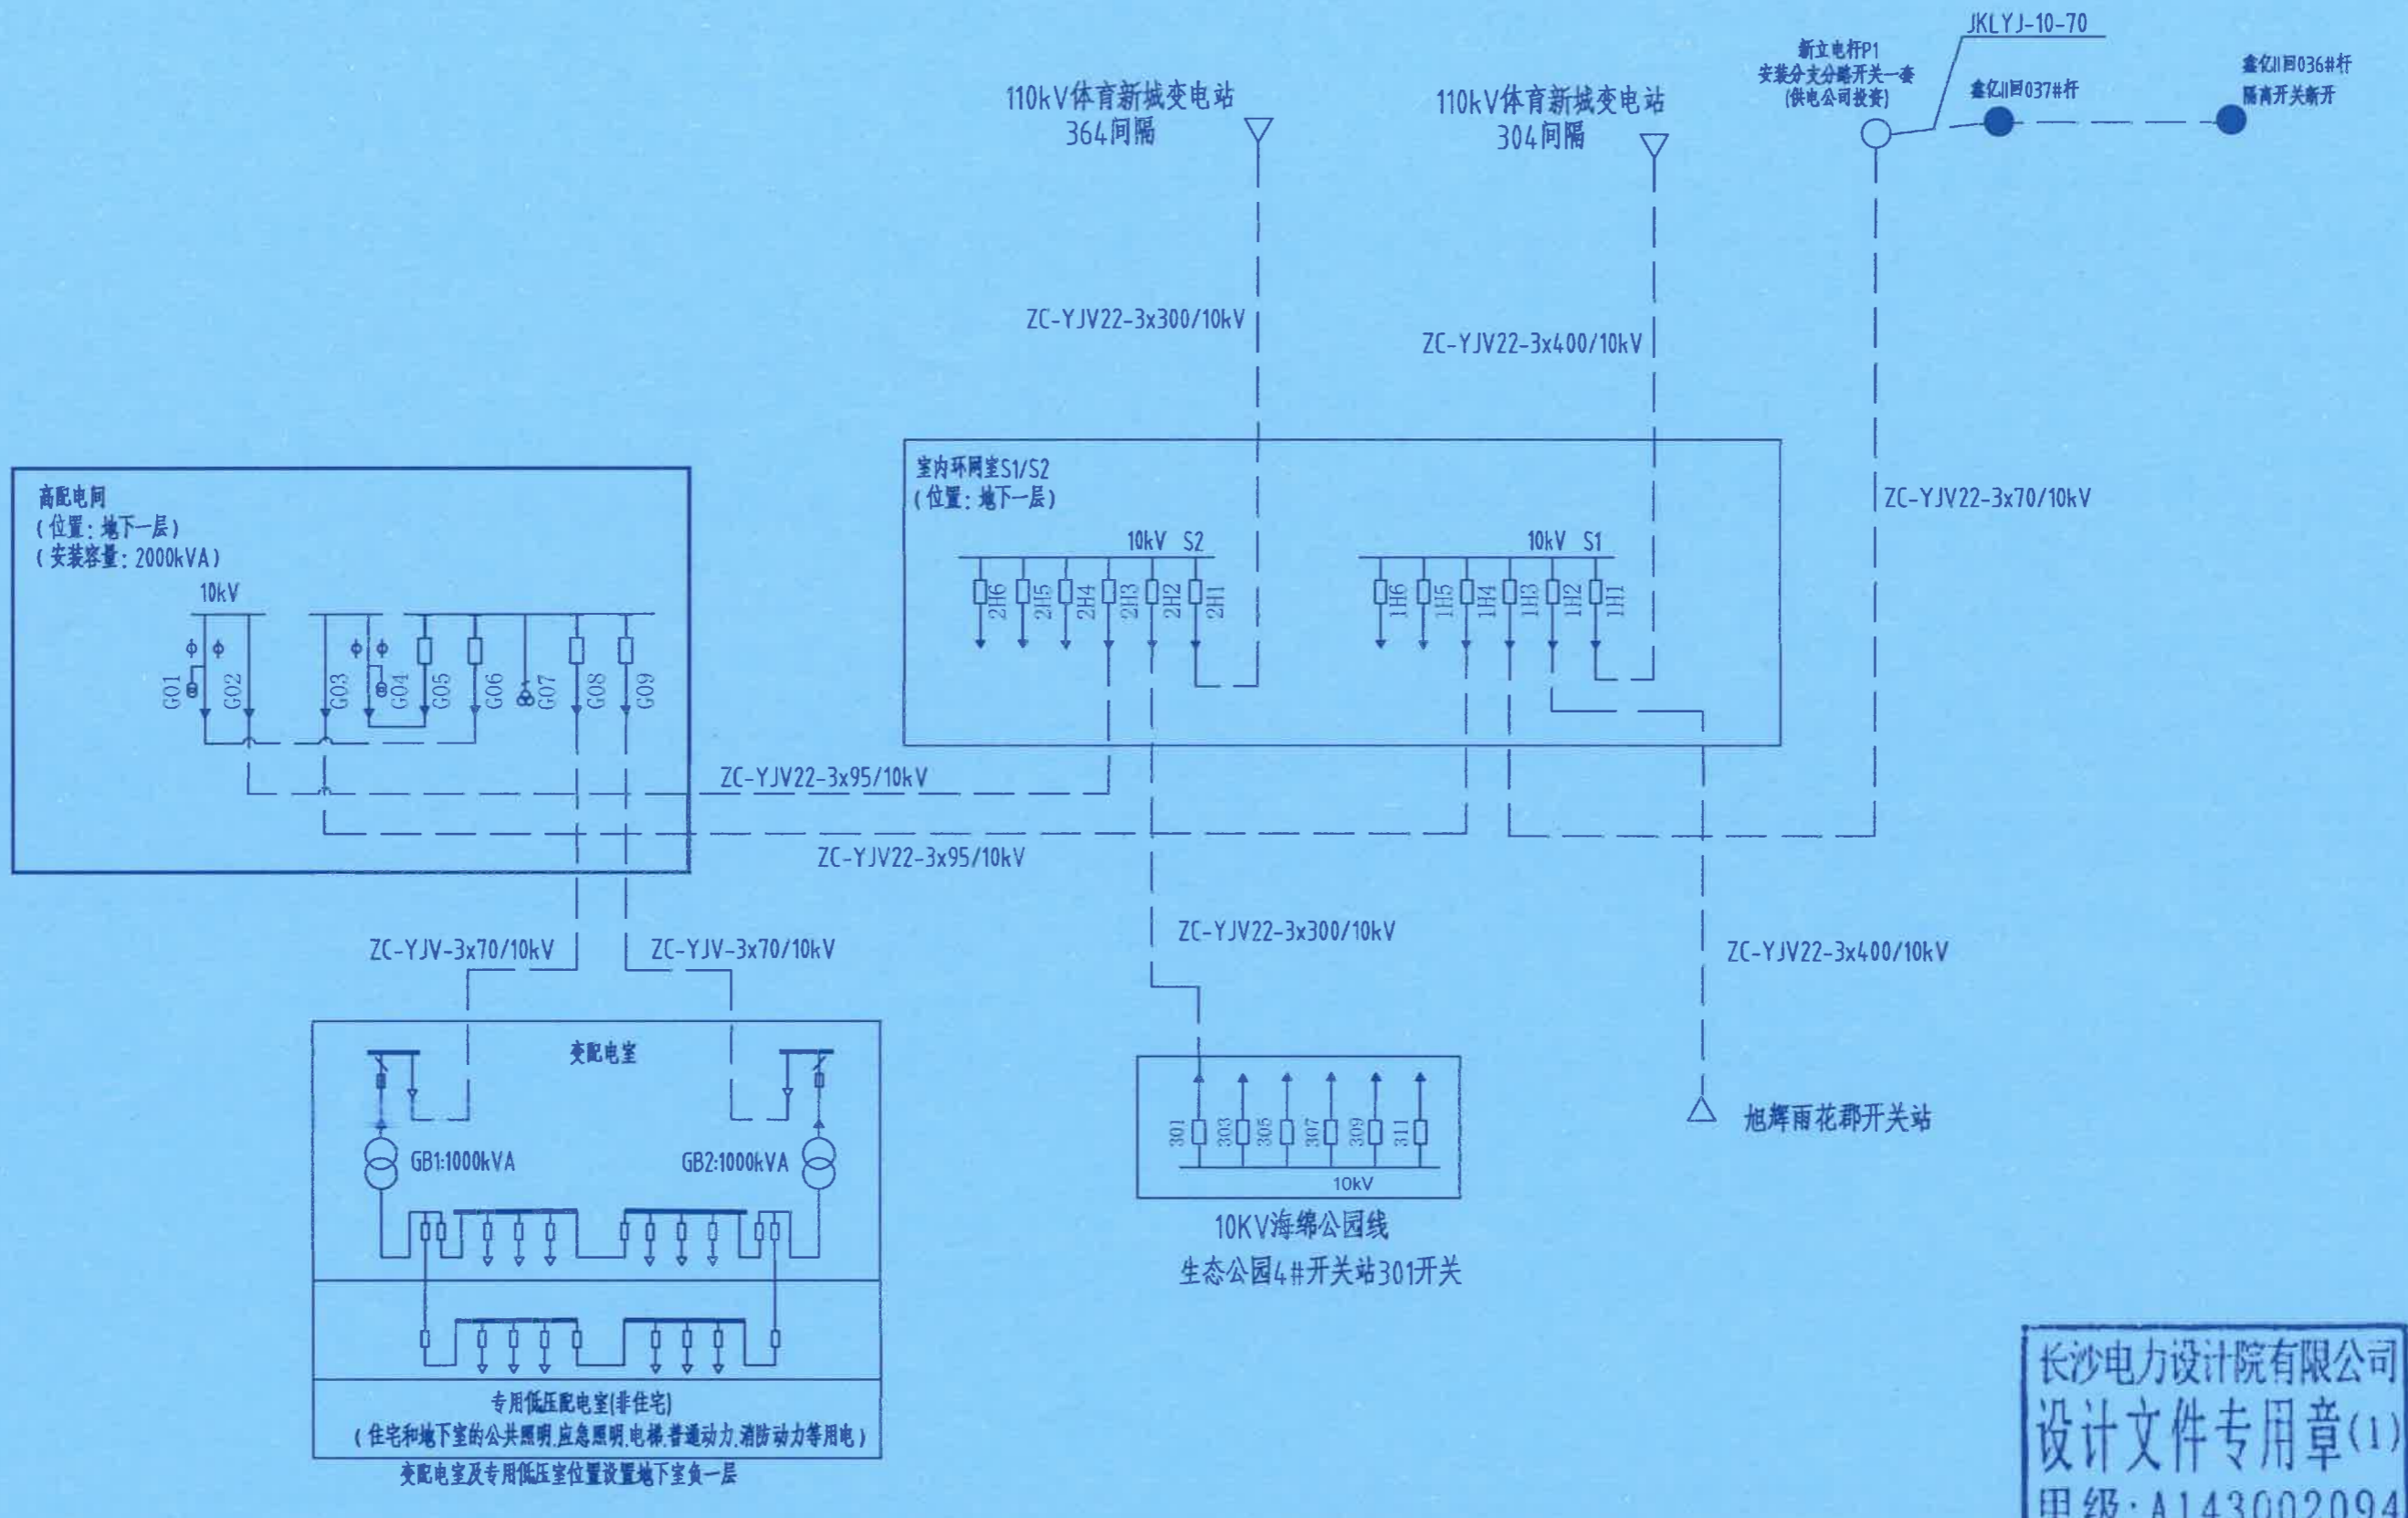 JKLYJ-10-70
新立电杆P1
安装分支分路开关一套
(供电公司投资)
鑫亿II回037#杆
鑫亿II回036#杆
隔离开关断开
110kV体育新城变电站
364间隔
110kV体育新城变电站
304间隔
ZC-YJV22-3x300/10kV
ZC-YJV22-3x400/10kV
ZC-YJV22-3x70/10kV
高配电间
(位置：地下一层)
(安装容量：2000kVA)
10kV
G01
G02
G03
G04
G05
G06
G07
G08
G09
室内环网室S1/S2
(位置：地下一层)
10kV S2
2H6
2H5
2H4
2H3
2H2
2H1
10kV S1
1H6
1H5
1H4
1H3
1H2
1H1
ZC-YJV22-3x95/10kV
ZC-YJV22-3x95/10kV
ZC-YJV-3x70/10kV
ZC-YJV-3x70/10kV
ZC-YJV22-3x300/10kV
ZC-YJV22-3x400/10kV
变配电室
GB1:1000kVA
GB2:1000kVA
专用低压配电室(非住宅)
(住宅和地下室的公共照明.应急照明.电梯.普通动力.消防动力等用电)
变配电室及专用低压室位置设置地下室负一层
301
303
305
307
309
311
10kV
10KV海绵公园线
生态公园4#开关站301开关
旭辉雨花郡开关站
长沙电力设计院有限公司
设计文件专用章(1)
甲级:A143002094